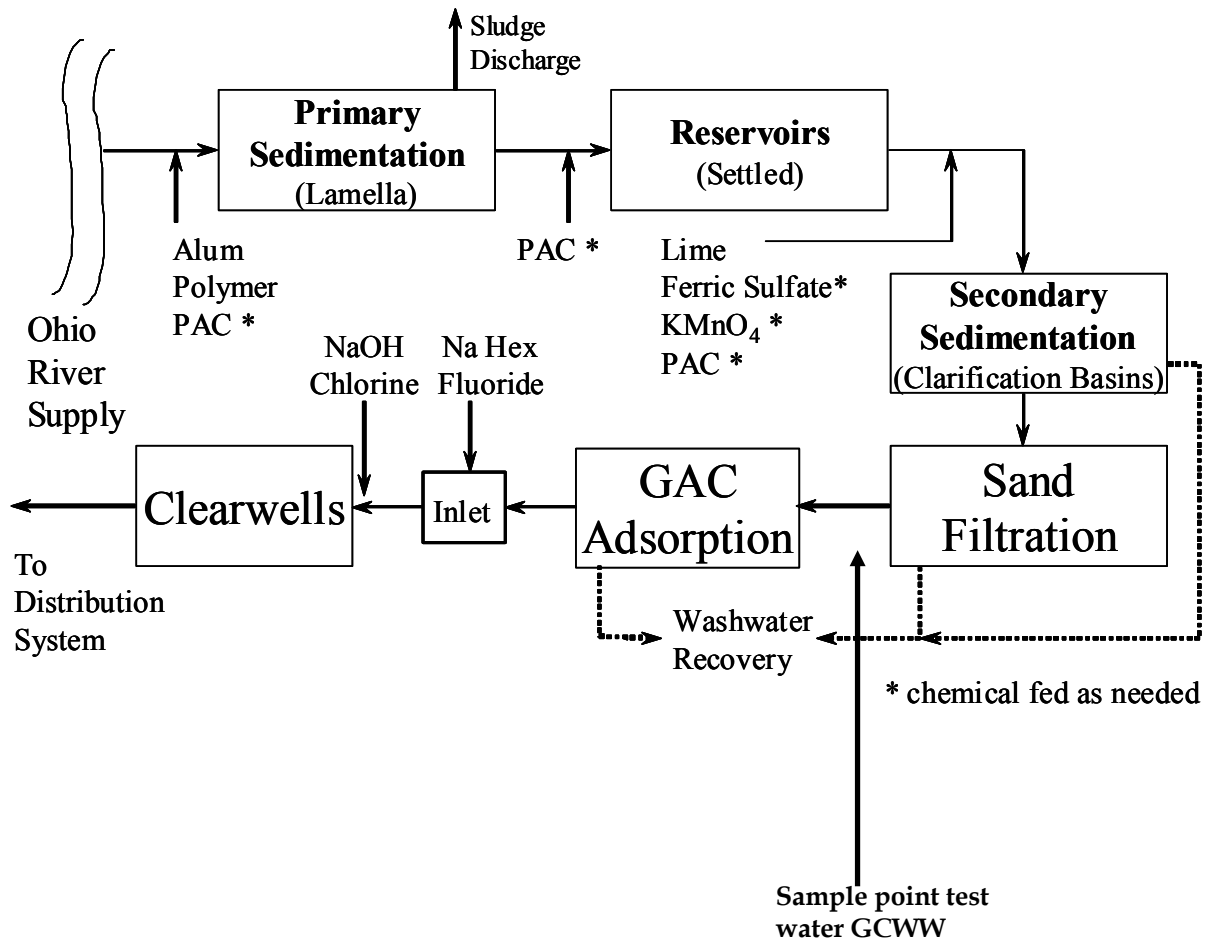 Sludge
Discharge
Primary
Sedimentation
(Lamella)
Reservoirs
(Settled)
Alum
Polymer
PAC *
PAC *
Lime
Ferric Sulfate*
KMnO₄ *
PAC *
Ohio
River
Supply
Secondary
Sedimentation
(Clarification Basins)
NaOH
Chlorine
Na Hex
Fluoride
Clearwells
Inlet
GAC
Adsorption
Sand
Filtration
To
Distribution
System
Washwater
Recovery
* chemical fed as needed
Sample point test
water GCWW